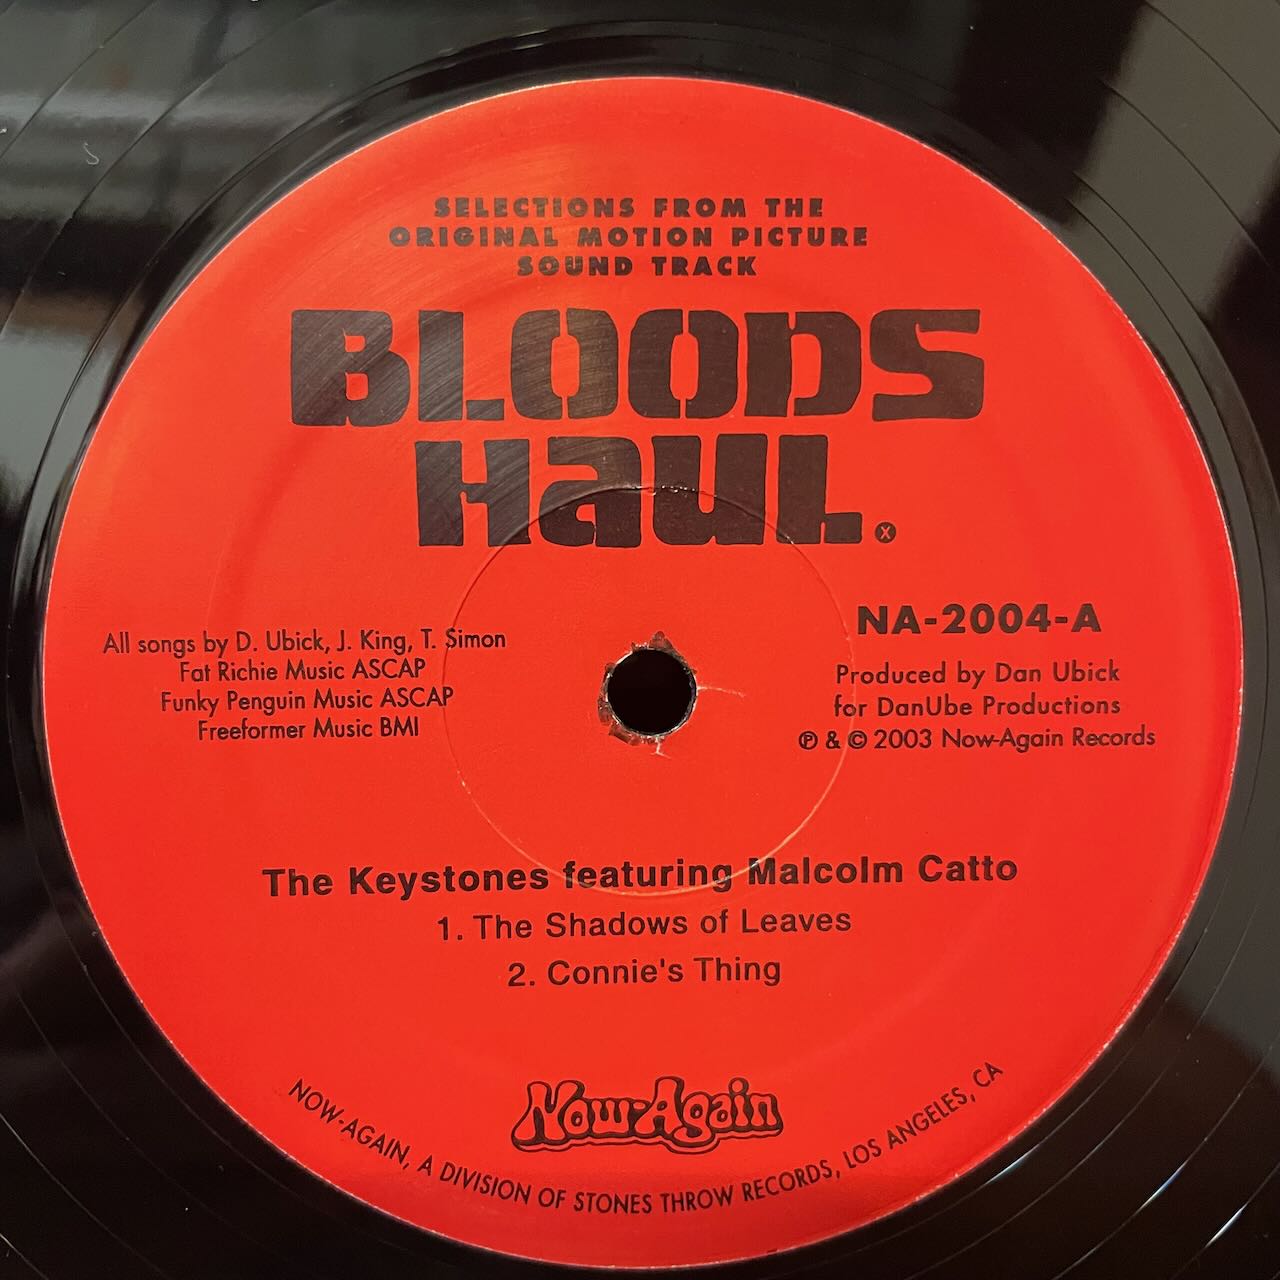 SELECTIONS FROM THE
ORIGINAL MOTION PICTURE
SOUND TRACK
BLOODS
HAUL.
X
All songs by D. Ubick, J. King, T. Simon
Fat Richie Music ASCAP
Funky Penguin Music ASCAP
Freeformer Music BMI
NA-2004-A
Produced by Dan Ubick
for DanUbe Productions
℗ & © 2003 Now-Again Records
The Keystones featuring Malcolm Catto
1. The Shadows of Leaves
2. Connie's Thing
Now-Again
NOW-AGAIN, A DIVISION OF STONES THROW RECORDS, LOS ANGELES, CA